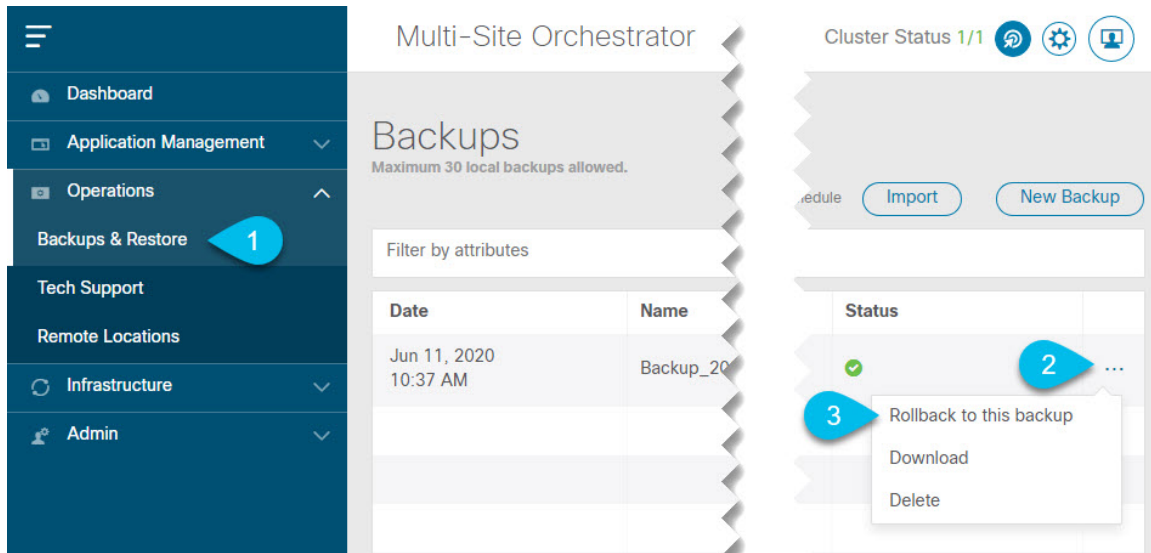 Multi-Site Orchestrator
Cluster Status 1/1
Dashboard
Application Management
Operations
Backups & Restore
1
Tech Support
Remote Locations
Infrastructure
Admin
Backups
Maximum 30 local backups allowed.
Import
New Backup
Filter by attributes
Date
Name
Status
Jun 11, 2020
10:37 AM
2
...
3
Rollback to this backup
Download
Delete